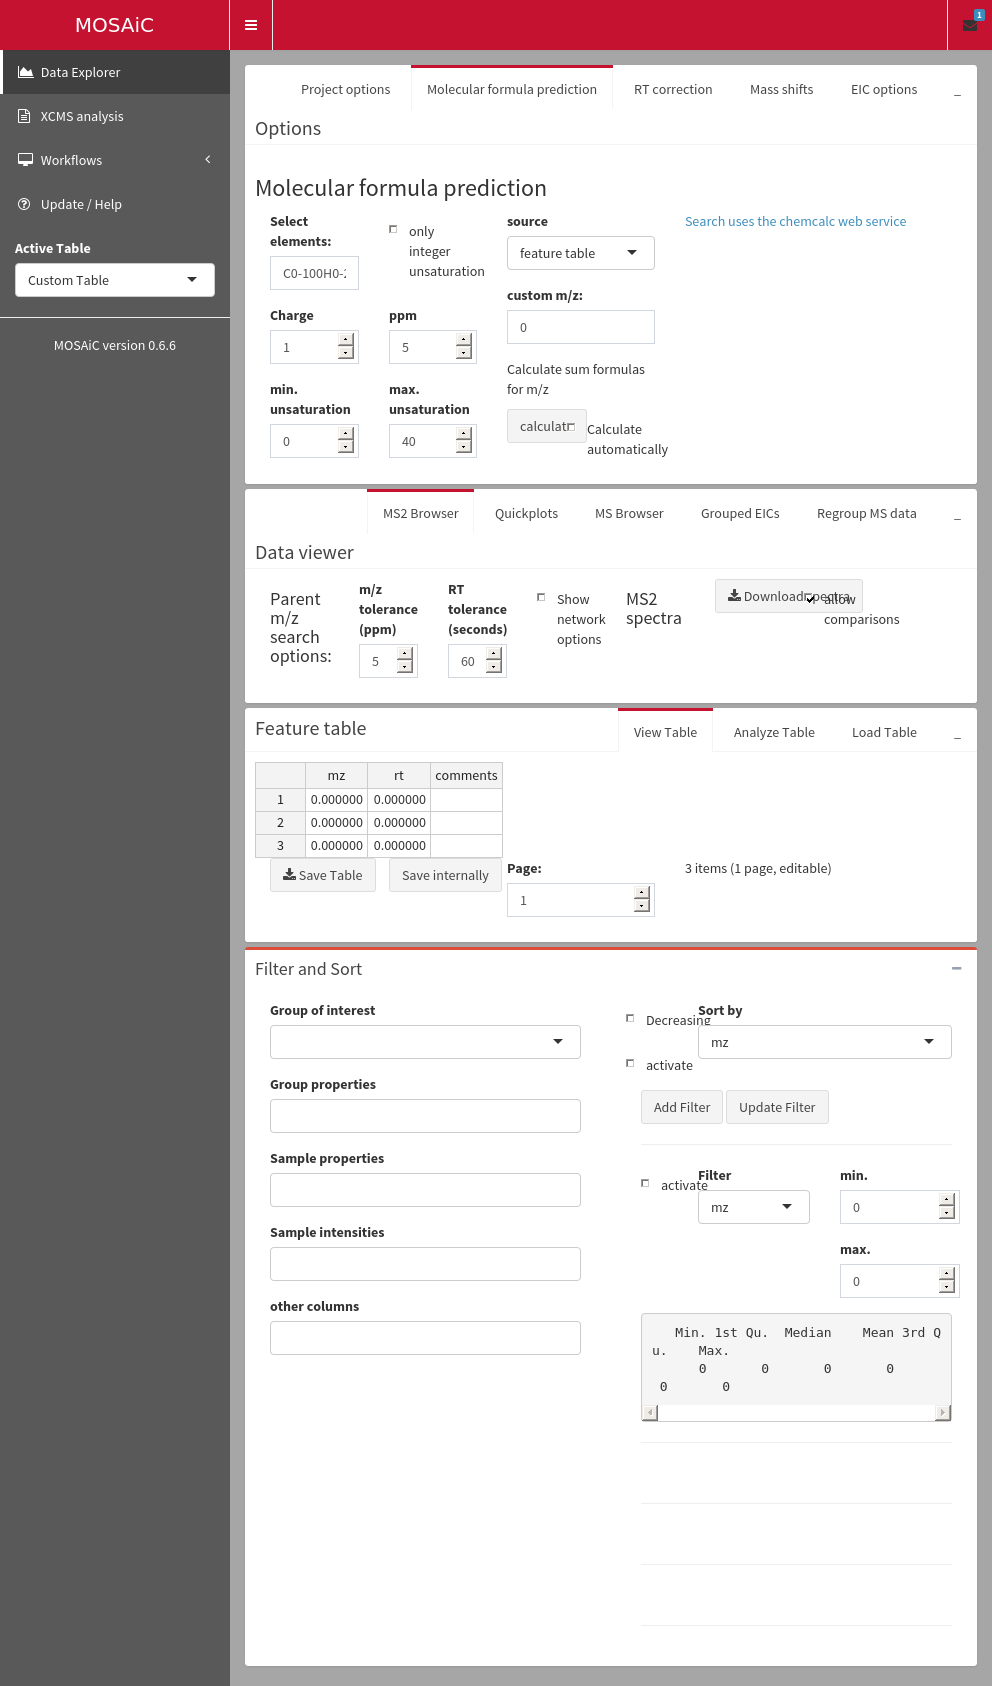 MOSAiC
1
Data Explorer
XCMS analysis
Workflows
Update / Help
Active Table
Custom Table
MOSAiC version 0.6.6
Project options
Molecular formula prediction
RT correction
Mass shifts
EIC options
_
Options
Molecular formula prediction
Select
elements:
C0-100H0-
only
integer
unsaturation
source
feature table
Search uses the chemcalc web service
custom m/z:
0
Charge
1
ppm
5
Calculate sum formulas
for m/z
min.
unsaturation
0
max.
unsaturation
40
Calculate
automatically
MS2 Browser
Quickplots
MS Browser
Grouped EICs
Regroup MS data
_
Data viewer
Parent
m/z
search
options:
m/z
tolerance
(ppm)
5
RT
tolerance
(seconds)
60
Show
network
options
MS2
spectra
Download spectra
allow
comparisons
Feature table
View Table
Analyze Table
Load Table
_
mz rt comments
1 0.000000 0.000000
2 0.000000 0.000000
3 0.000000 0.000000
Save Table
Save internally
Page:
1
3 items (1 page, editable)
Filter and Sort
Group of interest
Group properties
Sample properties
Sample intensities
other columns
Decreasing
Sort by
mz
activate
Add Filter
Update Filter
activate
Filter
mz
min.
0
max.
0
Min. 1st Qu. Median Mean 3rd Q
u. Max.
0 0 0 0
0 0